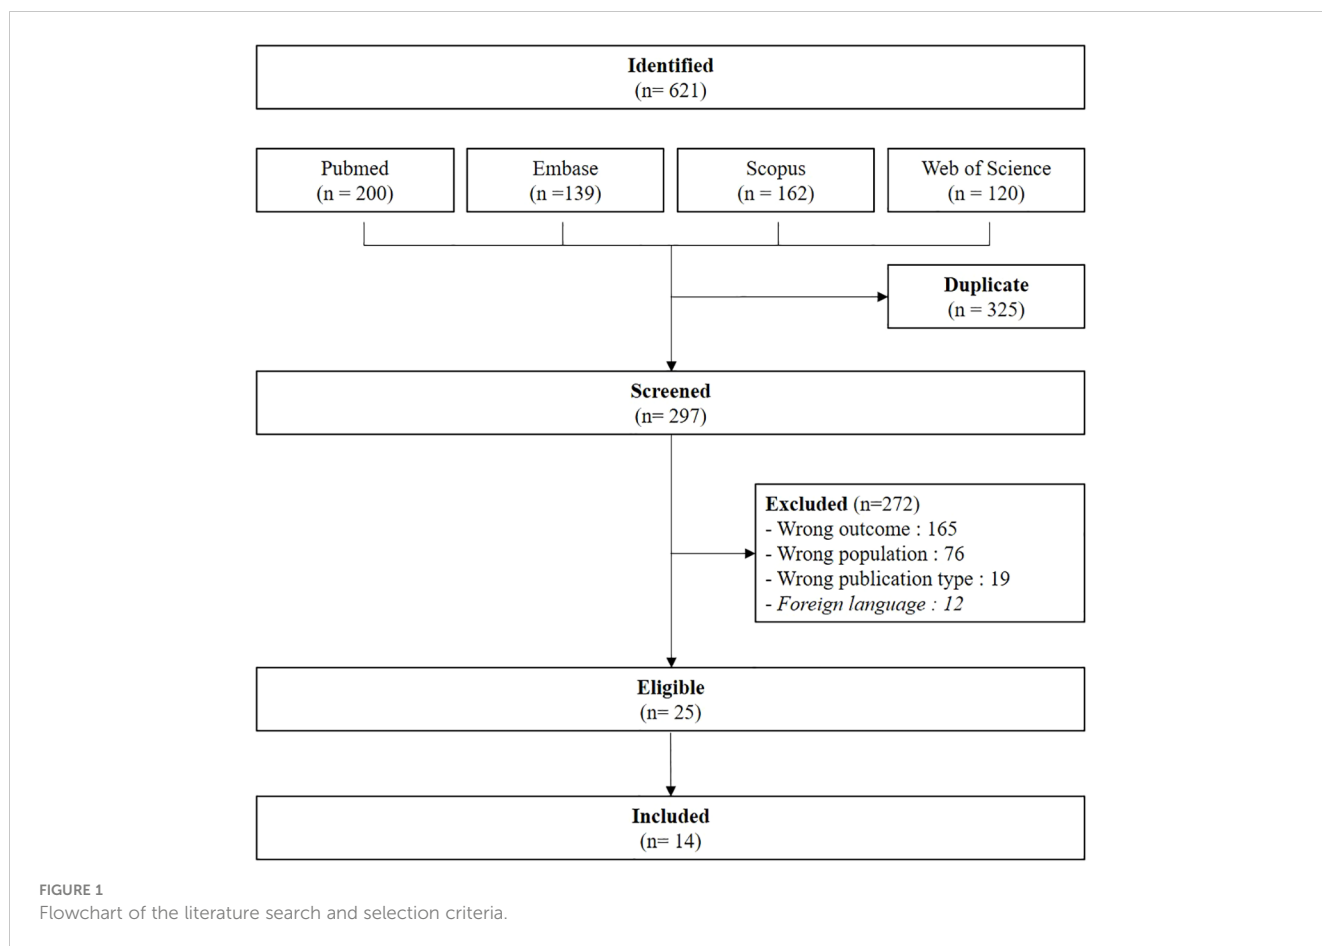 Identified
(n= 621)
Pubmed
(n = 200)
Embase
(n =139)
Scopus
(n = 162)
Web of Science
(n = 120)
Duplicate
(n = 325)
Screened
(n= 297)
Excluded (n=272)
- Wrong outcome : 165
- Wrong population : 76
- Wrong publication type : 19
- Foreign language : 12
Eligible
(n= 25)
Included
(n= 14)
FIGURE 1
Flowchart of the literature search and selection criteria.